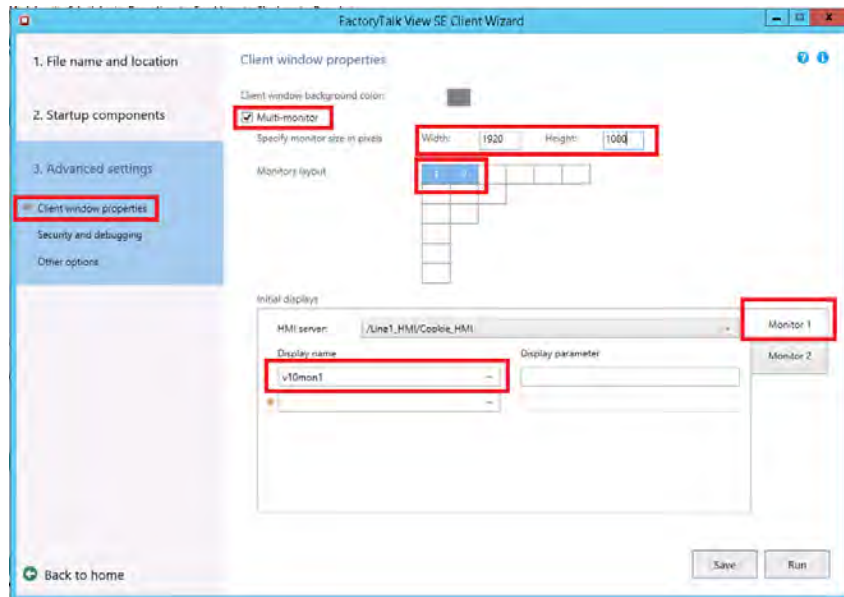 FactoryTalk View SE Client Wizard
1. File name and location
2. Startup components
3. Advanced settings
Client window properties
Security and debugging
Other options
Back to home
Client window properties
Client window background color:
Multi-monitor
Specify monitor size in pixels
Width: 1920 Height: 1080
Monitory layout
1 2
Initial displays
HMI server: /Line1_HMI/Cookie_HMI
Display name Display parameter
v10mon1
Monitor 1
Monitor 2
Save Run